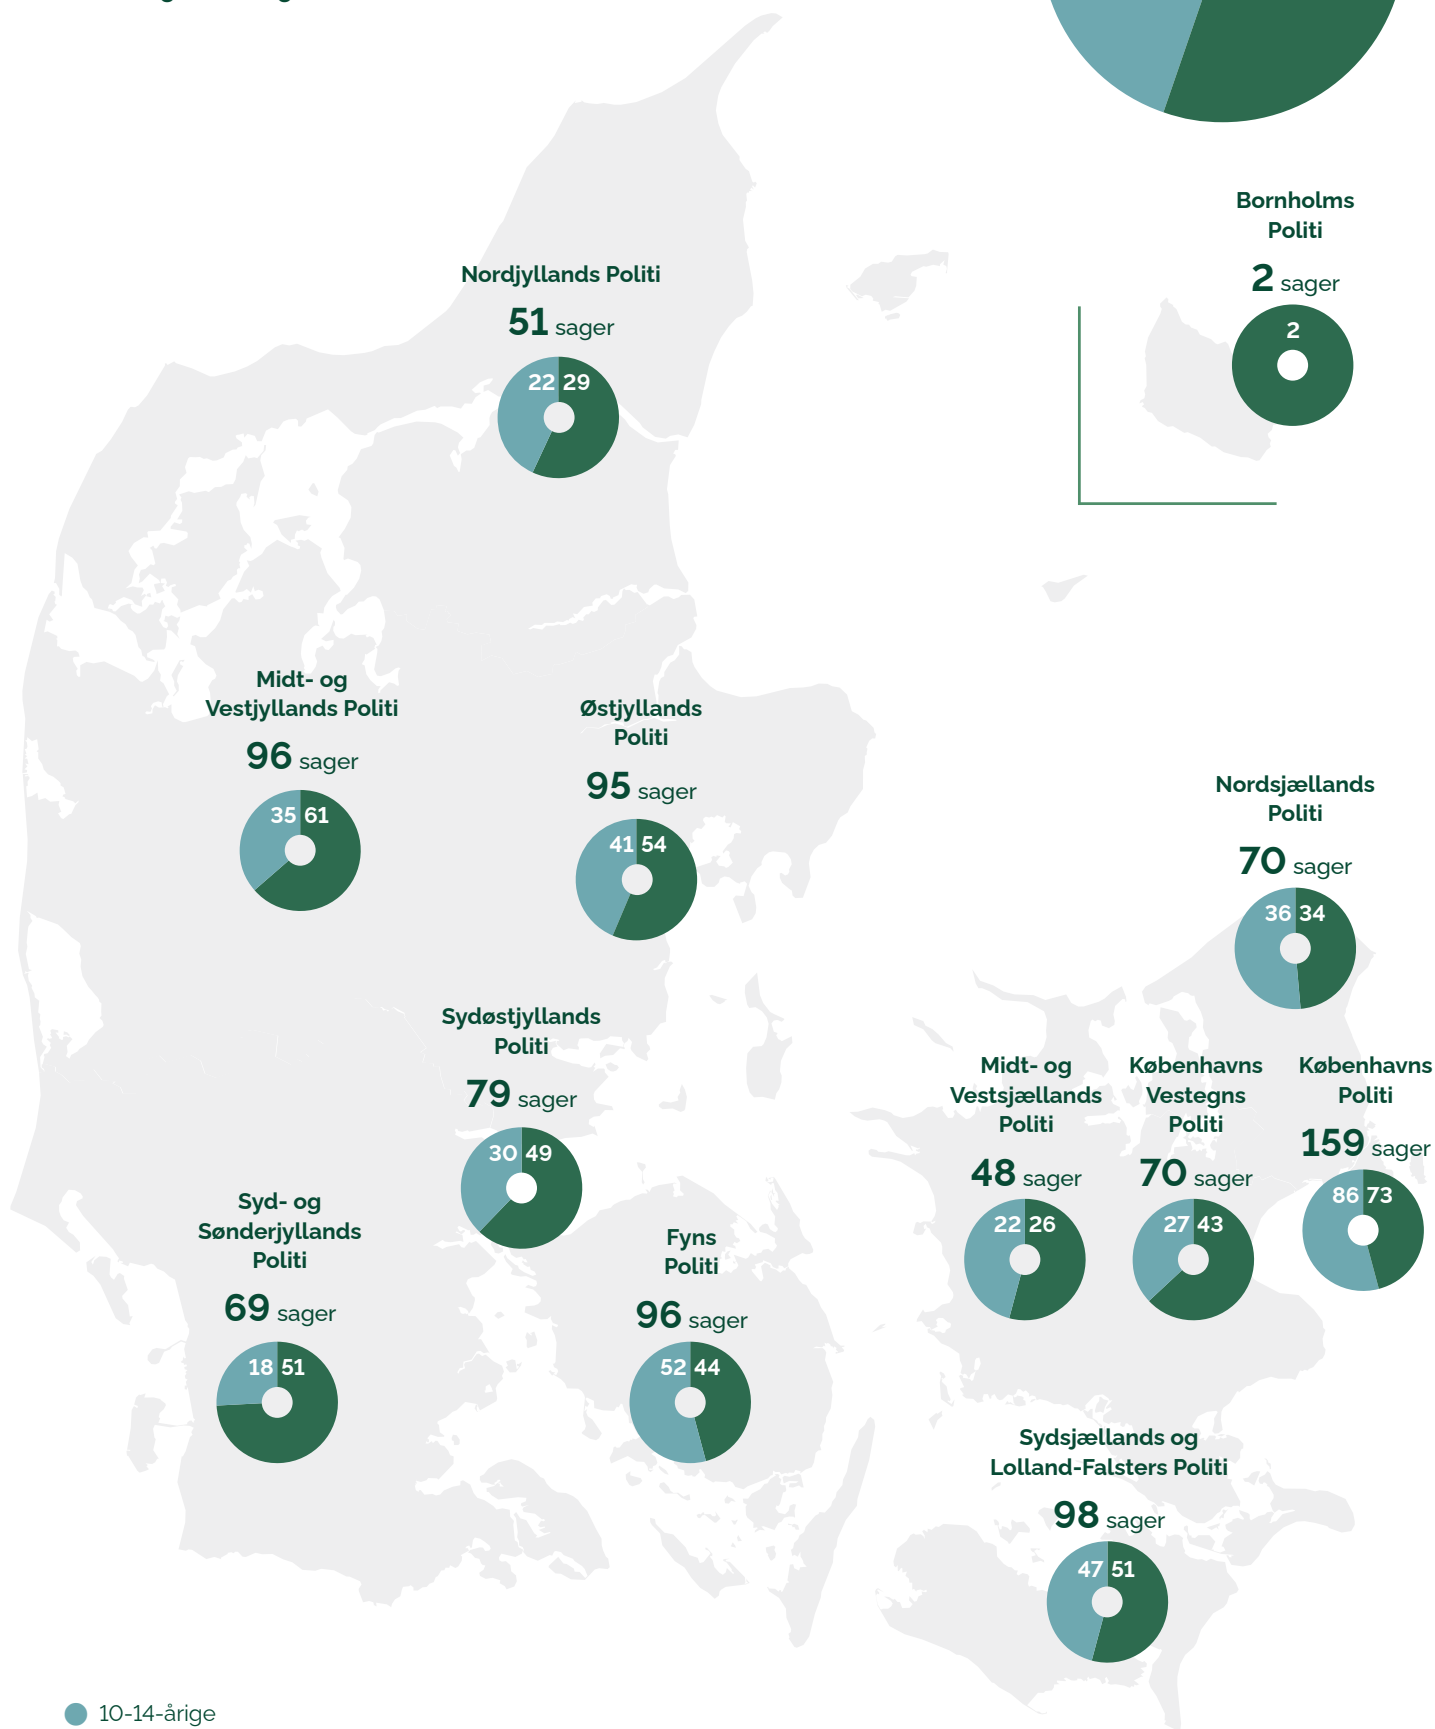 Bornholms
Politi
2 sager
2
Nordjyllands Politi
51 sager
22 29
Midt- og
Vestjyllands Politi
96 sager
35 61
Østjyllands
Politi
95 sager
41 54
Nordsjællands
Politi
70 sager
36 34
Sydøstjyllands
Politi
79 sager
30 49
Midt- og
Vestsjællands
Politi
48 sager
22 26
Københavns
Vestegns
Politi
70 sager
27 43
Københavns
Politi
159 sager
86 73
Syd- og
Sønderjyllands
Politi
69 sager
18 51
Fyns
Politi
96 sager
52 44
Sydsjællands og
Lolland-Falsters Politi
98 sager
47 51
10-14-årige